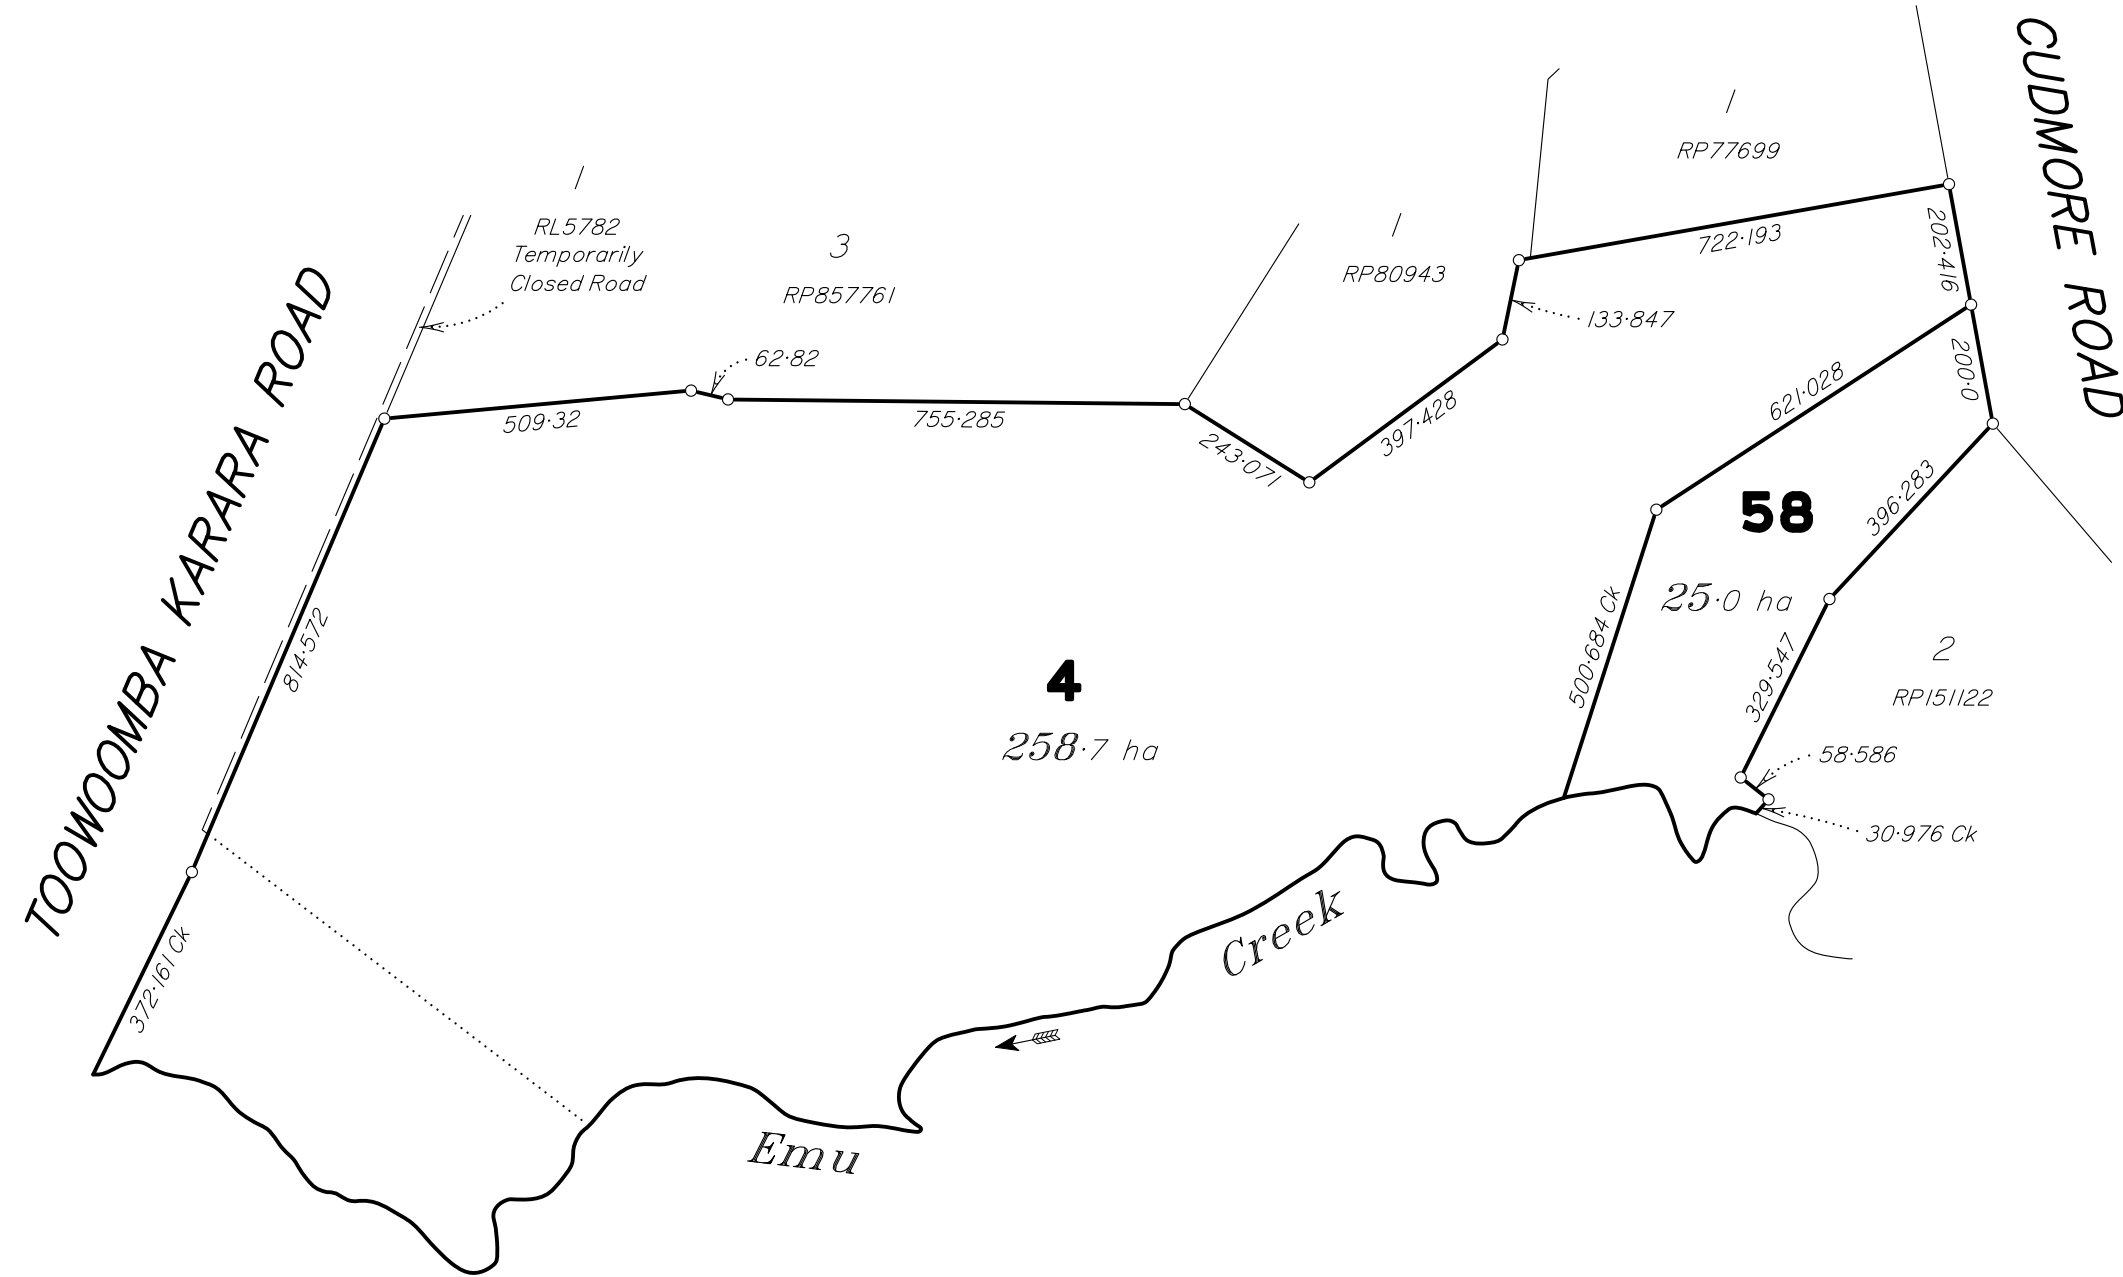 CUDMORE ROAD
1
RP77699
1
RL5782
Temporarily
Closed Road
3
RP857761
1
RP80943
722·193
202·416
133·847
62·82
509·32
755·285
243·071
397·428
621·028
200·0
TOOWOOMBA KARARA ROAD
58
25·0 ha
396·283
814·572
4
258·7 ha
500·684 Ck
329·547
2
RP151122
58·586
30·976 Ck
372·161 Ck
Emu Creek